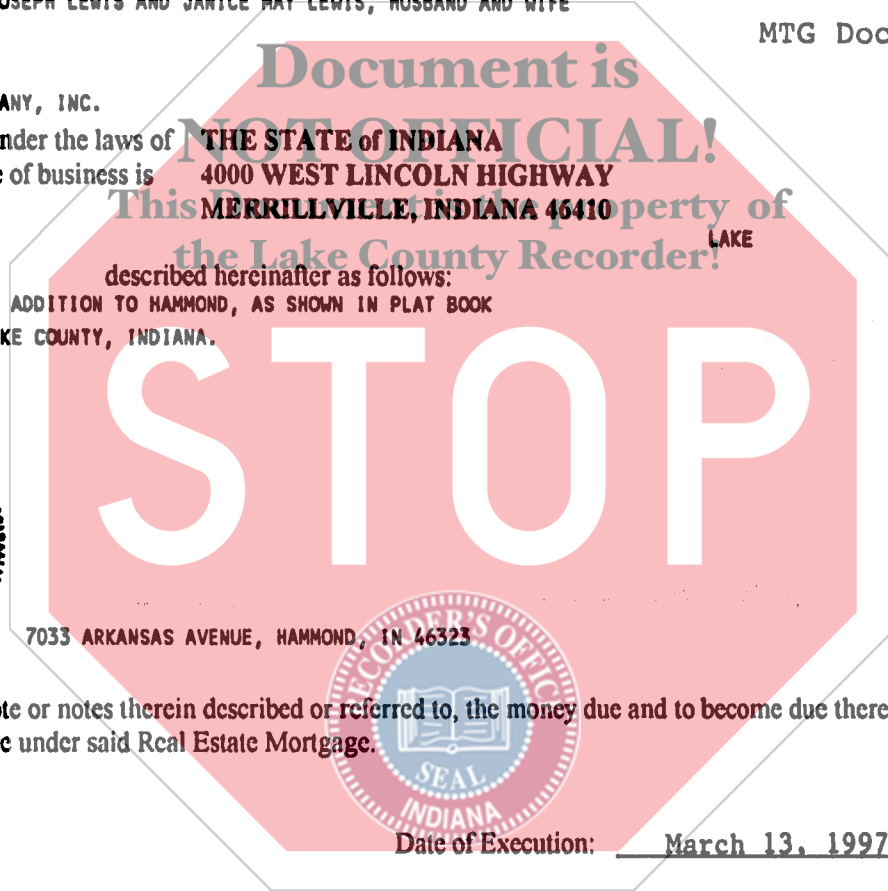 JOSEPH LEWIS AND JANICE MAY LEWIS, HUSBAND AND WIFE
MTG Doc
Document is
ANY, INC.
nder the laws of THE STATE of INDIANA
NOT OFFICIAL!
e of business is 4000 WEST LINCOLN HIGHWAY
MERRILLVILLE, INDIANA 46410
This Document is the property of
LAKE
the Lake County Recorder!
described hereinafter as follows:
ADDITION TO HAMMOND, AS SHOWN IN PLAT BOOK
KE COUNTY, INDIANA.
STOP
7033 ARKANSAS AVENUE, HAMMOND, IN 46323
RECORDER'S OFFICE
ote or notes therein described or referred to, the money due and to become due there
e under said Real Estate Mortgage.
SEAL
INDIANA
Date of Execution: March 13, 1997